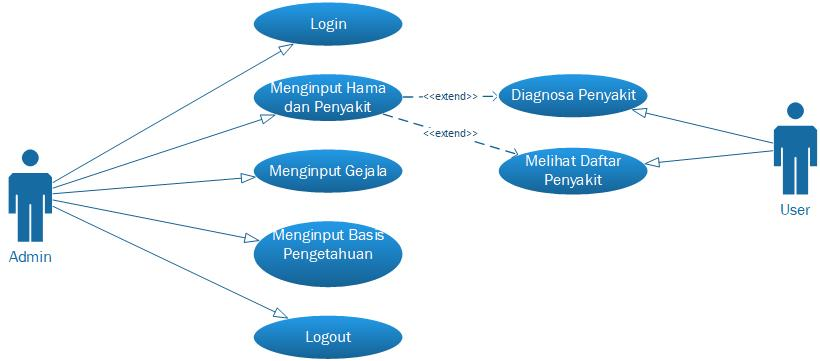 Login
Menginput Hama
dan Penyakit
<<extend>>
Diagnosa Penyakit
<<extend>>
Menginput Gejala
Melihat Daftar
Penyakit
User
Admin
Menginput Basis
Pengetahuan
Logout